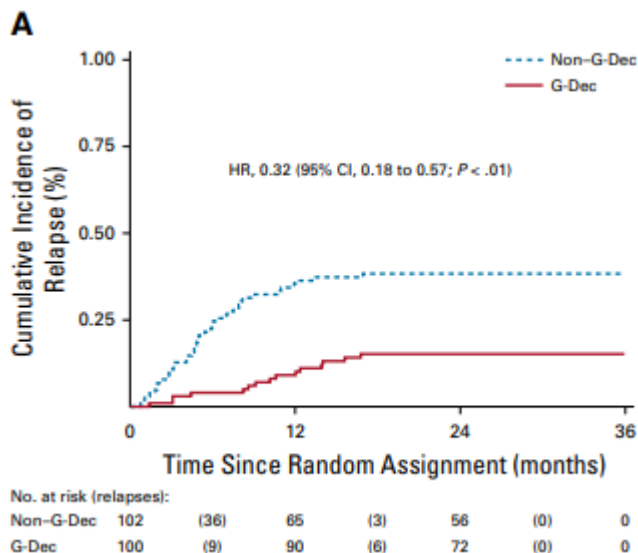 A
1.00
0.75
0.50
0.25
Cumulative Incidence of
Relapse (%)
Non–G-Dec
G-Dec
HR, 0.32 (95% CI, 0.18 to 0.57; P < .01)
0 12 24 36
Time Since Random Assignment (months)
No. at risk (relapses):
Non–G-Dec 102 (36) 65 (3) 56 (0) 0
G-Dec 100 (9) 90 (6) 72 (0) 0